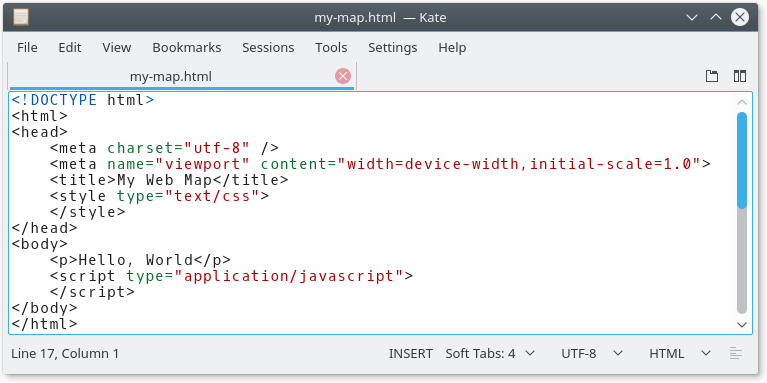 my-map.html — Kate
File Edit View Bookmarks Sessions Tools Settings Help
my-map.html
<!DOCTYPE html>
<html>
<head>
    <meta charset="utf-8" />
    <meta name="viewport" content="width=device-width,initial-scale=1.0">
    <title>My Web Map</title>
    <style type="text/css">
    </style>
</head>
<body>
    <p>Hello, World</p>
    <script type="application/javascript">
    </script>
</body>
</html>
Line 17, Column 1 INSERT Soft Tabs: 4 UTF-8 HTML